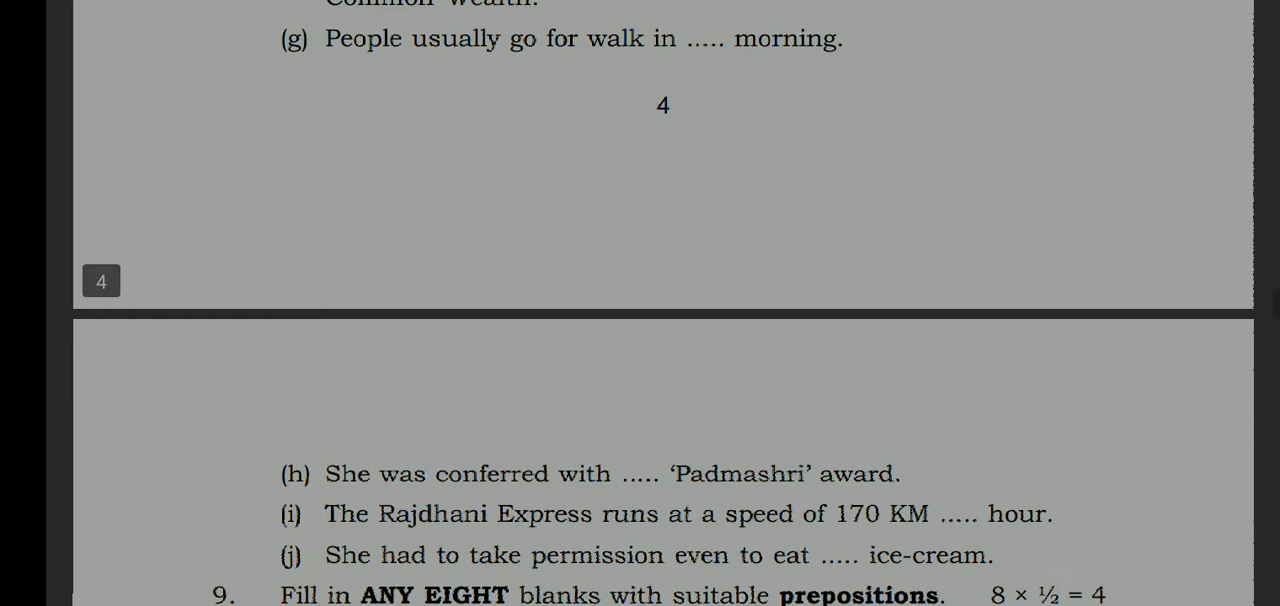 Common Wealth.
(g) People usually go for walk in ..... morning.
4
4
(h) She was conferred with ..... ‘Padmashri’ award.
(i) The Rajdhani Express runs at a speed of 170 KM ..... hour.
(j) She had to take permission even to eat ..... ice-cream.
9. Fill in ANY EIGHT blanks with suitable prepositions. 8 × ½ = 4